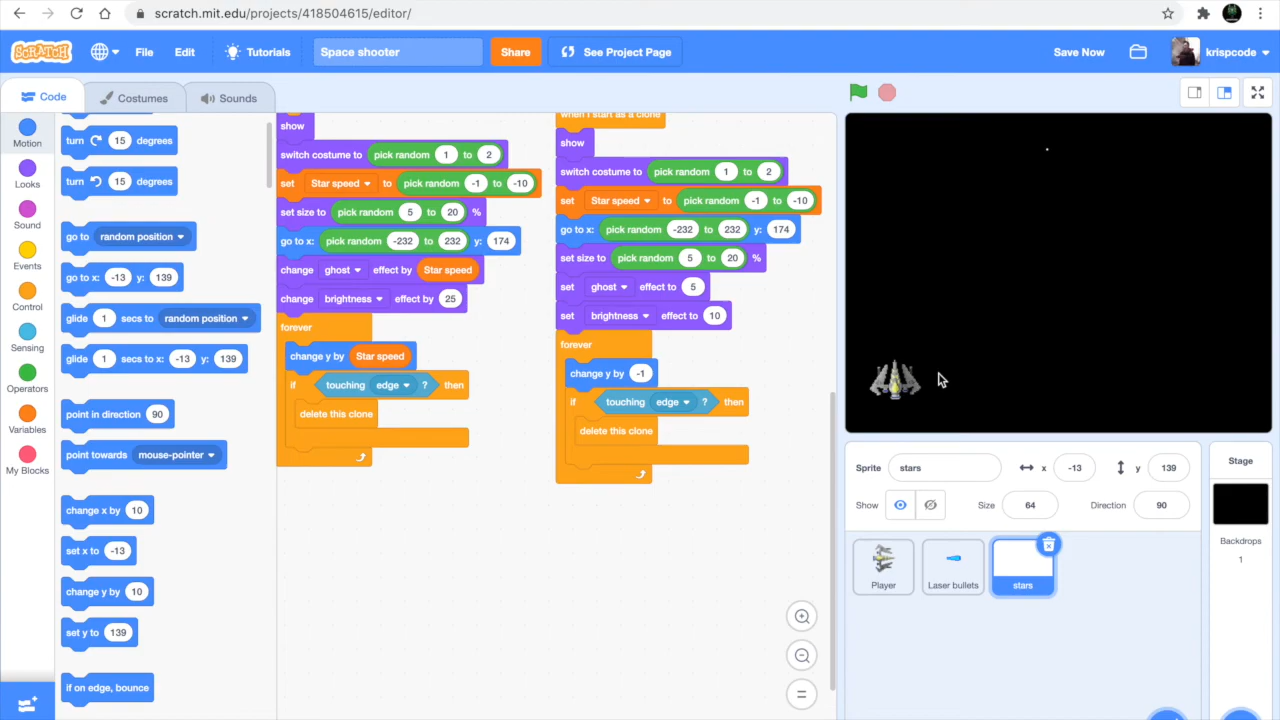 scratch.mit.edu/projects/418504615/editor/
SCRATCH File Edit Tutorials Space shooter Share See Project Page Save Now krispcode
Code Costumes Sounds
Motion
Looks
Sound
Events
Control
Sensing
Operators
Variables
My Blocks
turn 15 degrees
turn 15 degrees
go to random position
go to x: -13 y: 139
glide 1 secs to random position
glide 1 secs to x: -13 y: 139
point in direction 90
point towards mouse-pointer
change x by 10
set x to -13
change y by 10
set y to 139
if on edge, bounce
show
switch costume to pick random 1 to 2
set Star speed to pick random -1 to -10
set size to pick random 5 to 20 %
go to x: pick random -232 to 232 y: 174
change ghost effect by Star speed
change brightness effect by 25
forever
change y by Star speed
if touching edge ? then
delete this clone
when I start as a clone
show
switch costume to pick random 1 to 2
set Star speed to pick random -1 to -10
go to x: pick random -232 to 232 y: 174
set size to pick random 5 to 20 %
set ghost effect to 5
set brightness effect to 10
forever
change y by -1
if touching edge ? then
delete this clone
Sprite stars x -13 y 139
Show Size 64 Direction 90
Player Laser bullets stars
Stage
Backdrops
1